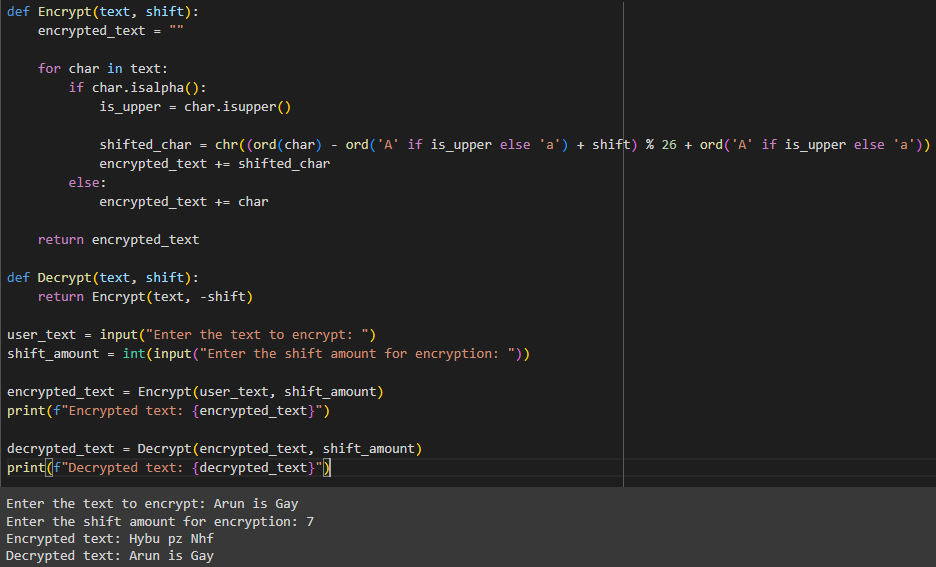 def Encrypt(text, shift):
    encrypted_text = ""

    for char in text:
        if char.isalpha():
            is_upper = char.isupper()

            shifted_char = chr((ord(char) - ord('A' if is_upper else 'a') + shift) % 26 + ord('A' if is_upper else 'a'))
            encrypted_text += shifted_char
        else:
            encrypted_text += char

    return encrypted_text

def Decrypt(text, shift):
    return Encrypt(text, -shift)

user_text = input("Enter the text to encrypt: ")
shift_amount = int(input("Enter the shift amount for encryption: "))

encrypted_text = Encrypt(user_text, shift_amount)
print(f"Encrypted text: {encrypted_text}")

decrypted_text = Decrypt(encrypted_text, shift_amount)
print(f"Decrypted text: {decrypted_text}")
Enter the text to encrypt: Arun is Gay
Enter the shift amount for encryption: 7
Encrypted text: Hybu pz Nhf
Decrypted text: Arun is Gay